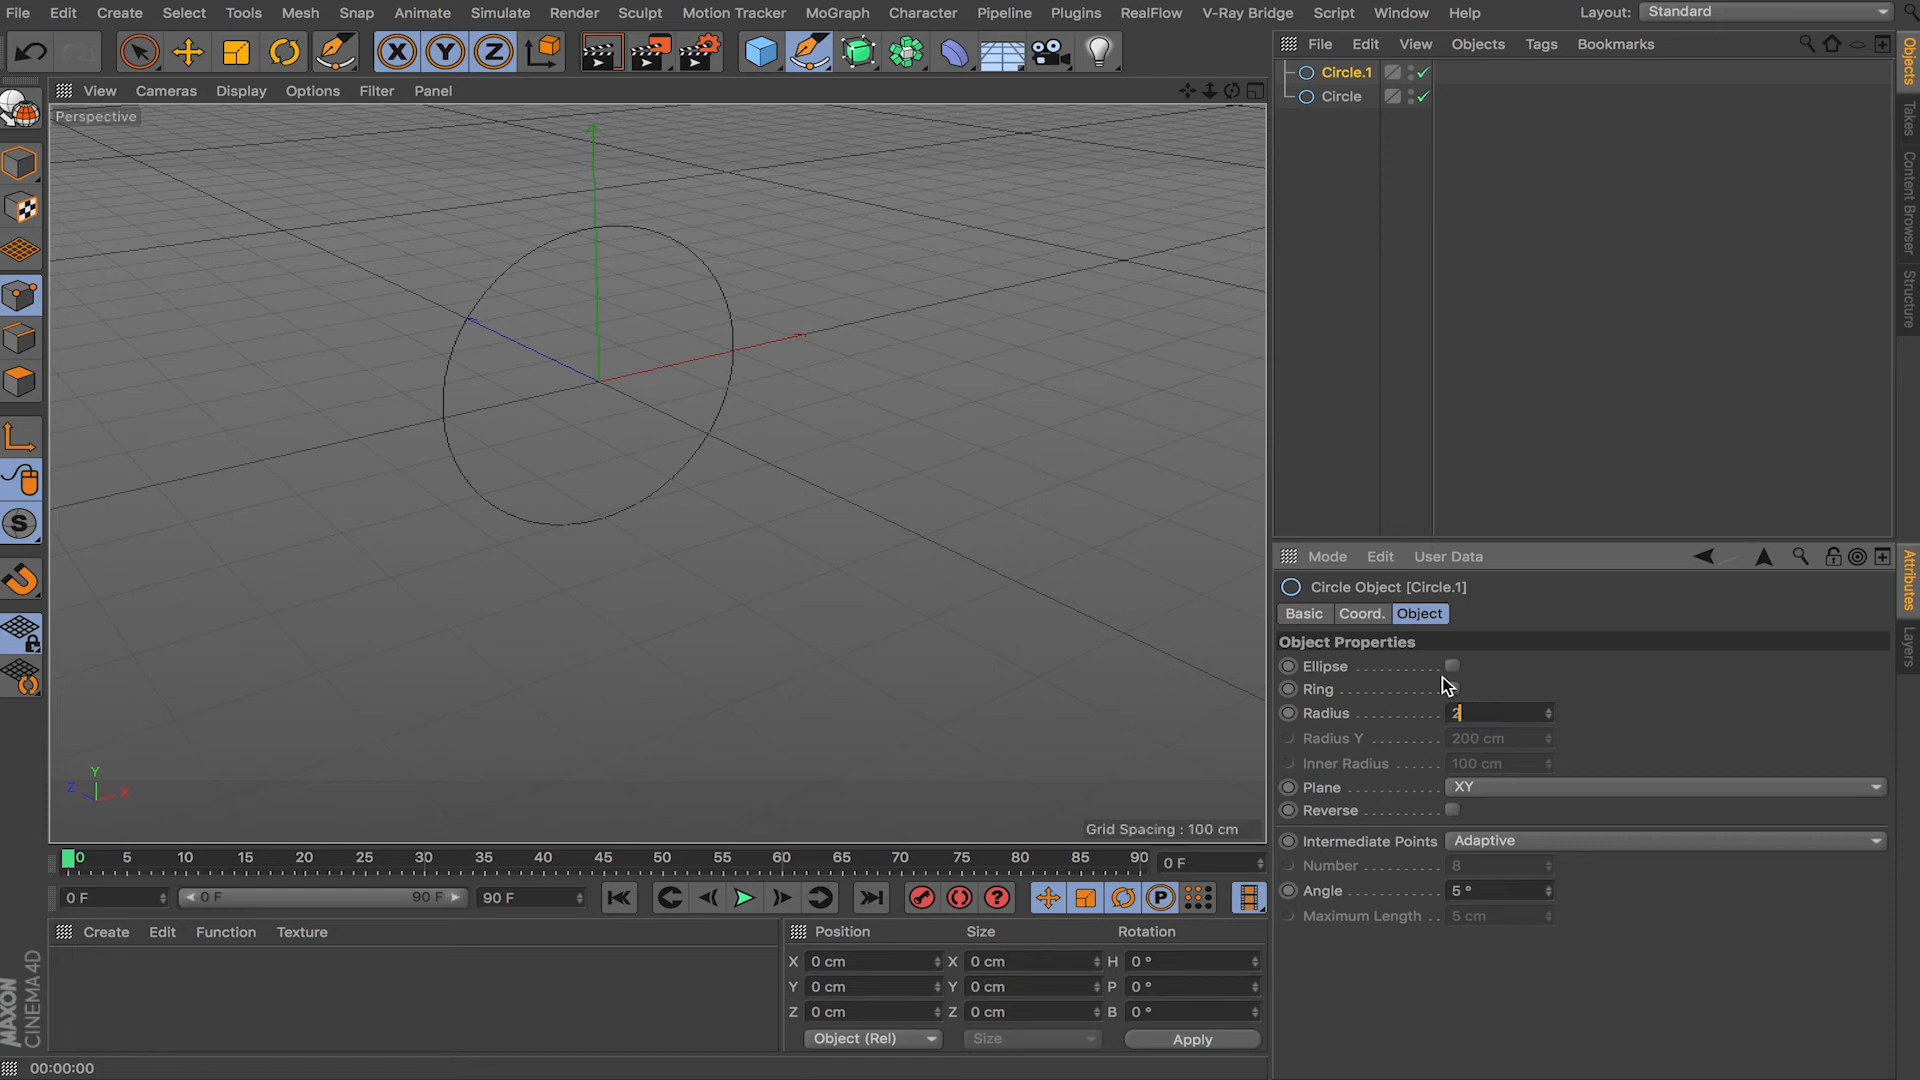 File Edit Create Select Tools Mesh Snap Animate Simulate Render Sculpt Motion Tracker MoGraph Character Pipeline Plugins RealFlow V-Ray Bridge Script Window Help Layout: Standard
X Y Z
File Edit View Objects Tags Bookmarks
Circle.1
Circle
View Cameras Display Options Filter Panel
Perspective
Y
Z X
Grid Spacing : 100 cm
Objects
Takes
Content Browser
Structure
Mode Edit User Data
Circle Object [Circle.1]
Basic Coord. Object
Object Properties
Ellipse
Ring
Radius 2
Radius Y 200 cm
Inner Radius 100 cm
Plane XY
Reverse
Intermediate Points Adaptive
Number 8
Angle 5 °
Maximum Length 5 cm
Attributes
Layers
0 5 10 15 20 25 30 35 40 45 50 55 60 65 70 75 80 85 90 0 F
0 F 0 F 90 F 90 F
P
S
Create Edit Function Texture
Position Size Rotation
X 0 cm X 0 cm H 0 °
Y 0 cm Y 0 cm P 0 °
Z 0 cm Z 0 cm B 0 °
Object (Rel) Size Apply
MAXON
CINEMA 4D
00:00:00